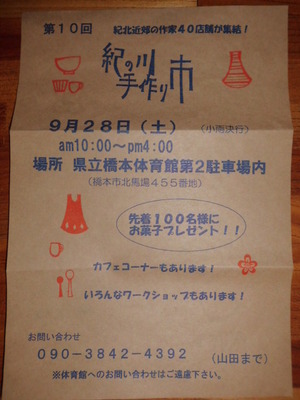 第10回
紀北近郊の作家40店舗が集結！
紀の川
手作り市
9月28日（土）（小雨決行）
am10:00～pm4:00
場所 県立橋本体育館第2駐車場内
（橋本市北馬場455番地）
先着100名様に
お菓子プレゼント！！
カフェコーナーもあります！
いろんなワークショップもあります！
お問い合わせ
090-3842-4392（山田まで）
※体育館へのお問い合わせはご遠慮下さい。